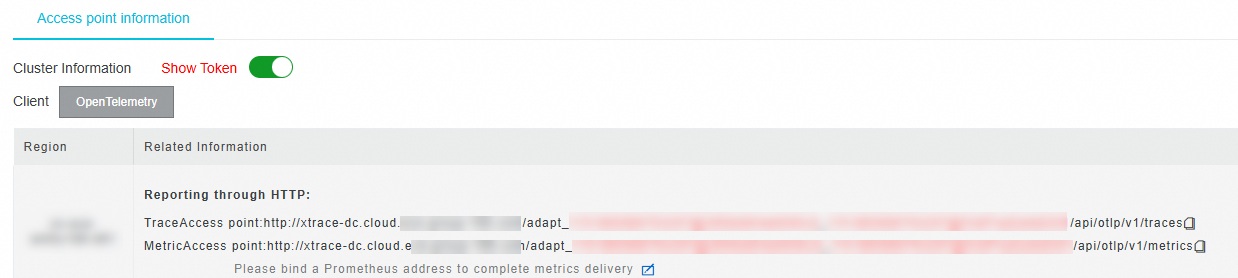 Access point information
Cluster Information Show Token
Client OpenTelemetry
Region Related Information
Reporting through HTTP:
TraceAccess point:http://xtrace-dc.cloud. /adapt_ /api/otlp/v1/traces
MetricAccess point:http://xtrace-dc.cloud.e /adapt_ /api/otlp/v1/metrics
Please bind a Prometheus address to complete metrics delivery